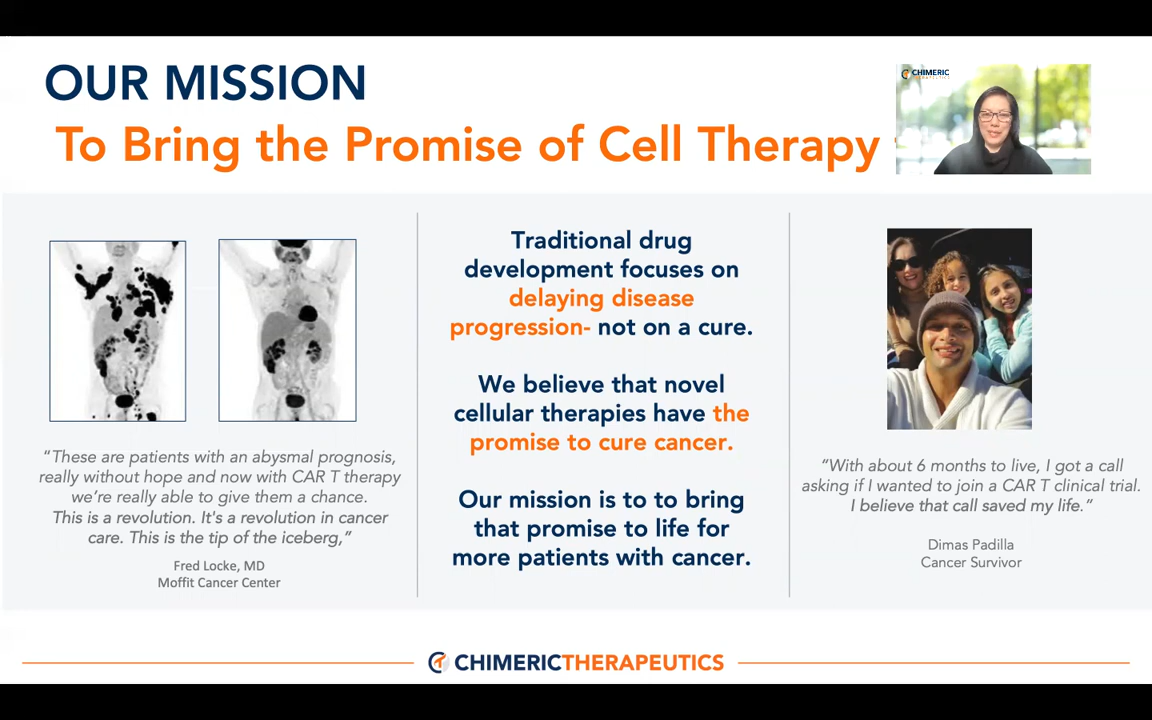 OUR MISSION
To Bring the Promise of Cell Therapy
CHIMERIC
THERAPEUTICS
"These are patients with an abysmal prognosis,
really without hope and now with CAR T therapy
we're really able to give them a chance.
This is a revolution. It's a revolution in cancer
care. This is the tip of the iceberg,"
Fred Locke, MD
Moffit Cancer Center
Traditional drug
development focuses on
delaying disease
progression- not on a cure.
We believe that novel
cellular therapies have the
promise to cure cancer.
Our mission is to to bring
that promise to life for
more patients with cancer.
"With about 6 months to live, I got a call
asking if I wanted to join a CAR T clinical trial.
I believe that call saved my life."
Dimas Padilla
Cancer Survivor
CHIMERICTHERAPEUTICS